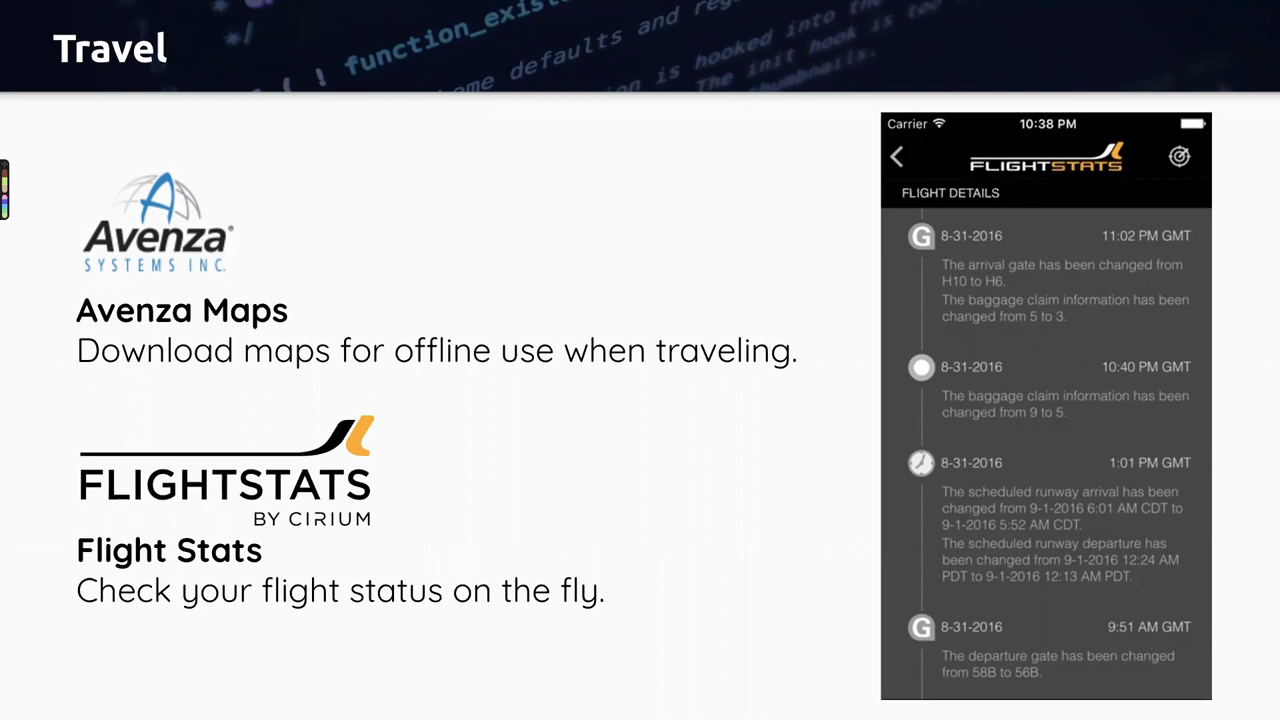 Travel
*/
( ! function_exis
ome defaults and reg
on is hooked into the
The init hook is too
thumbnails.
Avenza®
SYSTEMS INC.
Avenza Maps
Download maps for offline use when traveling.
FLIGHTSTATS
BY CIRIUM
Flight Stats
Check your flight status on the fly.
Carrier
10:38 PM
FLIGHTSTATS
FLIGHT DETAILS
G 8-31-2016 11:02 PM GMT
The arrival gate has been changed from
H10 to H6.
The baggage claim information has been
changed from 5 to 3.
8-31-2016 10:40 PM GMT
The baggage claim information has been
changed from 9 to 5.
8-31-2016 1:01 PM GMT
The scheduled runway arrival has been
changed from 9-1-2016 6:01 AM CDT to
9-1-2016 5:52 AM CDT.
The scheduled runway departure has
been changed from 9-1-2016 12:24 AM
PDT to 9-1-2016 12:13 AM PDT.
G 8-31-2016 9:51 AM GMT
The departure gate has been changed
from 58B to 56B.